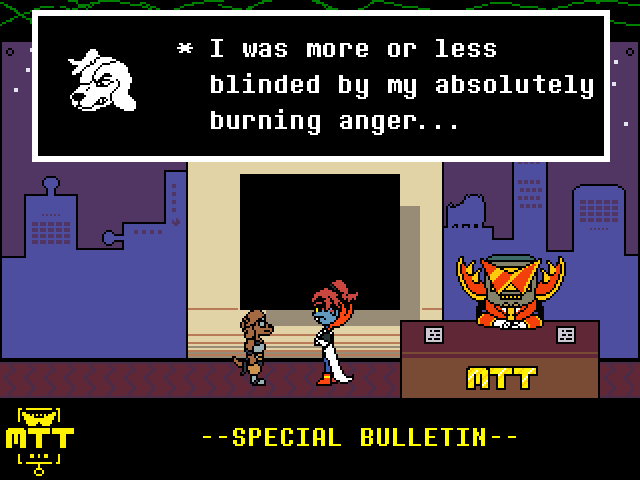 * I was more or less
blinded by my absolutely
burning anger...
MTT
MTT
--SPECIAL BULLETIN--